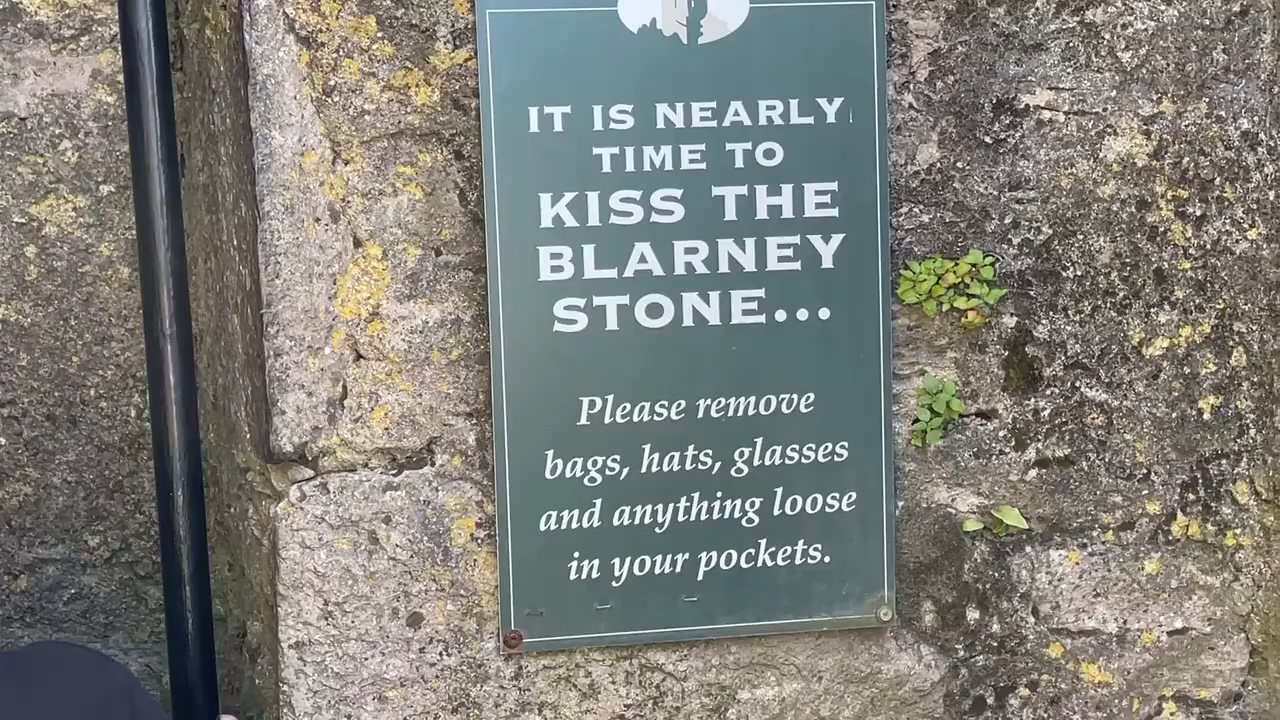 IT IS NEARLY
TIME TO
KISS THE
BLARNEY
STONE...
Please remove
bags, hats, glasses
and anything loose
in your pockets.